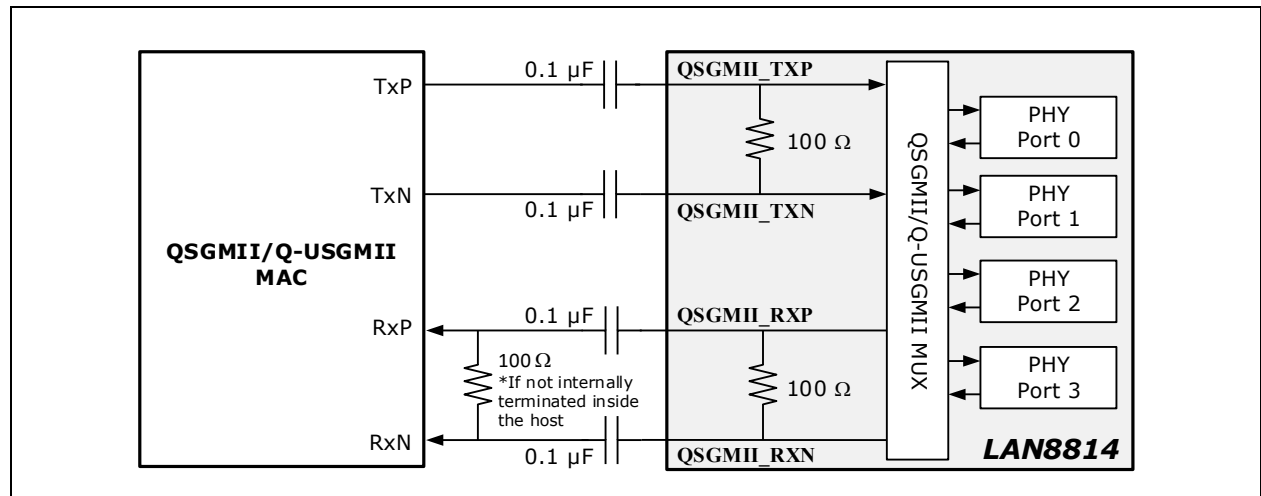 0.1 µF
QSGMII_TXP
TxP
100 Ω
PHY
Port 0
TxN
0.1 µF
QSGMII_TXN
PHY
Port 1
QSGMII/Q-USGMII
MAC
QSGMII/Q-USGMII MUX
PHY
Port 2
0.1 µF
QSGMII_RXP
RxP
100 Ω
*If not internally
terminated inside
the host
100 Ω
PHY
Port 3
RxN
0.1 µF
QSGMII_RXN
LAN8814